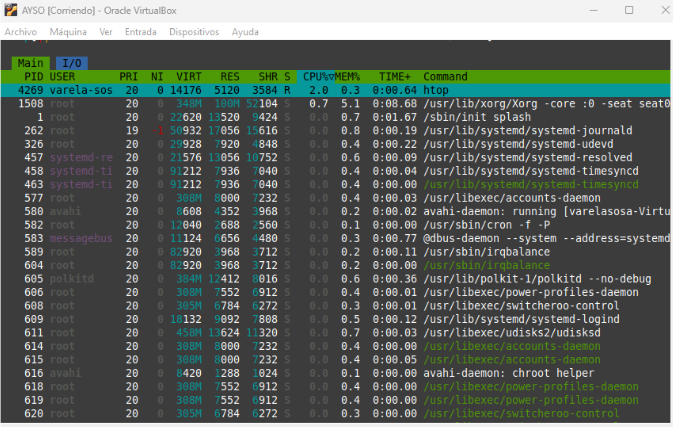 AYSO [Corriendo] - Oracle VirtualBox
Archivo Máquina Ver Entrada Dispositivos Ayuda
Main I/O
PID USER PRI NI VIRT RES SHR S CPU%▽MEM% TIME+ Command
4269 varela-sos 20 0 14176 5120 3584 R 2.0 0.3 0:00.64 htop
1508 root 20 0 348M 100M 52104 S 0.7 5.1 0:08.68 /usr/lib/xorg/Xorg -core :0 -seat seat0
1 root 20 0 22620 13520 9424 S 0.0 0.7 0:01.67 /sbin/init splash
262 root 19 -1 50932 17056 15616 S 0.0 0.8 0:00.19 /usr/lib/systemd/systemd-journald
326 root 20 0 29928 7920 4848 S 0.0 0.4 0:00.22 /usr/lib/systemd/systemd-udevd
457 systemd-re 20 0 21576 13056 10752 S 0.0 0.6 0:00.09 /usr/lib/systemd/systemd-resolved
458 systemd-ti 20 0 91212 7936 7040 S 0.0 0.4 0:00.04 /usr/lib/systemd/systemd-timesyncd
463 systemd-ti 20 0 91212 7936 7040 S 0.0 0.4 0:00.00 /usr/lib/systemd/systemd-timesyncd
577 root 20 0 308M 8000 7232 S 0.0 0.4 0:00.03 /usr/libexec/accounts-daemon
580 avahi 20 0 8608 4352 3968 S 0.0 0.2 0:00.02 avahi-daemon: running [varelasosa-Virtu
582 root 20 0 12040 2688 2560 S 0.0 0.1 0:00.00 /usr/sbin/cron -f -P
583 messagebus 20 0 11124 6656 4480 S 0.0 0.3 0:00.77 @dbus-daemon --system --address=systemd
589 root 20 0 82920 3968 3712 S 0.0 0.2 0:00.11 /usr/sbin/irqbalance
604 root 20 0 82920 3968 3712 S 0.0 0.2 0:00.00 /usr/sbin/irqbalance
605 polkitd 20 0 384M 12412 8016 S 0.0 0.6 0:00.36 /usr/lib/polkit-1/polkitd --no-debug
606 root 20 0 308M 7552 6912 S 0.0 0.4 0:00.01 /usr/libexec/power-profiles-daemon
608 root 20 0 305M 6784 6272 S 0.0 0.3 0:00.01 /usr/libexec/switcheroo-control
609 root 20 0 18132 9092 7808 S 0.0 0.5 0:00.12 /usr/lib/systemd/systemd-logind
611 root 20 0 458M 13624 11320 S 0.0 0.7 0:00.03 /usr/libexec/udisks2/udisksd
614 root 20 0 308M 8000 7232 S 0.0 0.4 0:00.00 /usr/libexec/accounts-daemon
615 root 20 0 308M 8000 7232 S 0.0 0.4 0:00.05 /usr/libexec/accounts-daemon
616 avahi 20 0 8420 1288 1024 S 0.0 0.1 0:00.00 avahi-daemon: chroot helper
618 root 20 0 308M 7552 6912 S 0.0 0.4 0:00.00 /usr/libexec/power-profiles-daemon
619 root 20 0 308M 7552 6912 S 0.0 0.4 0:00.00 /usr/libexec/power-profiles-daemon
620 root 20 0 305M 6784 6272 S 0.0 0.3 0:00.00 /usr/libexec/switcheroo-control